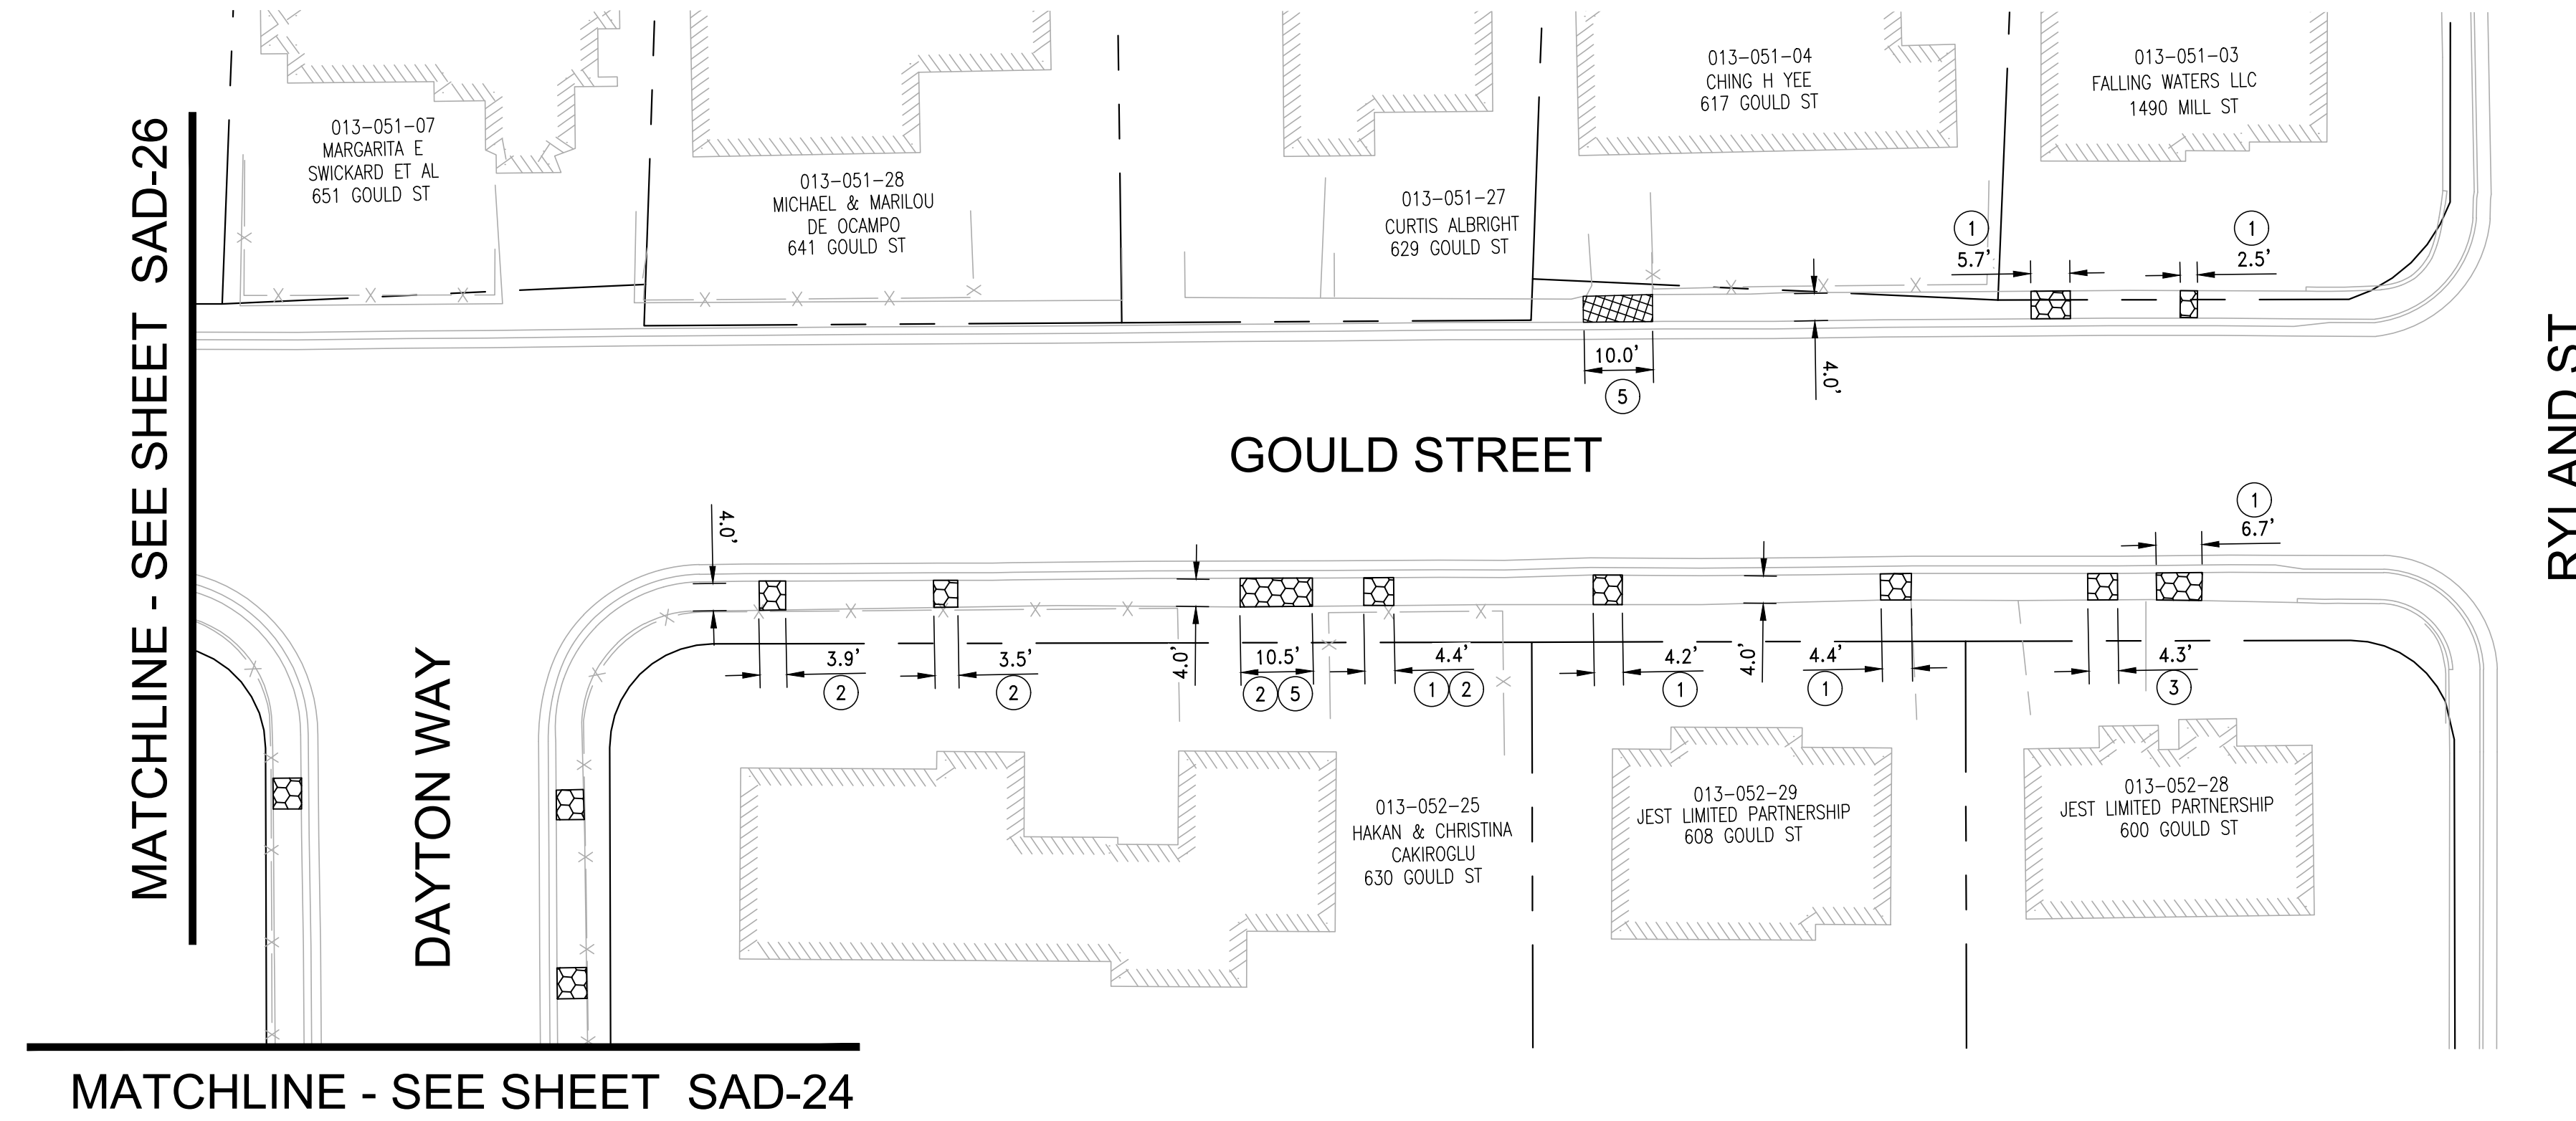 MATCHLINE - SEE SHEET SAD-26
013-051-07
MARGARITA E
SWICKARD ET AL
651 GOULD ST
013-051-28
MICHAEL & MARILOU
DE OCAMPO
641 GOULD ST
013-051-27
CURTIS ALBRIGHT
629 GOULD ST
013-051-04
CHING H YEE
617 GOULD ST
013-051-03
FALLING WATERS LLC
1490 MILL ST
1
5.7'
1
2.5'
10.0'
5
4.0'
GOULD STREET
RYLAND ST
4.0'
3.9'
2
3.5'
2
4.0'
10.5'
2 5
4.4'
1 2
4.2'
1
4.0'
4.4'
1
4.3'
3
1
6.7'
DAYTON WAY
013-052-25
HAKAN & CHRISTINA
CAKIROGLU
630 GOULD ST
013-052-29
JEST LIMITED PARTNERSHIP
608 GOULD ST
013-052-28
JEST LIMITED PARTNERSHIP
600 GOULD ST
MATCHLINE - SEE SHEET SAD-24